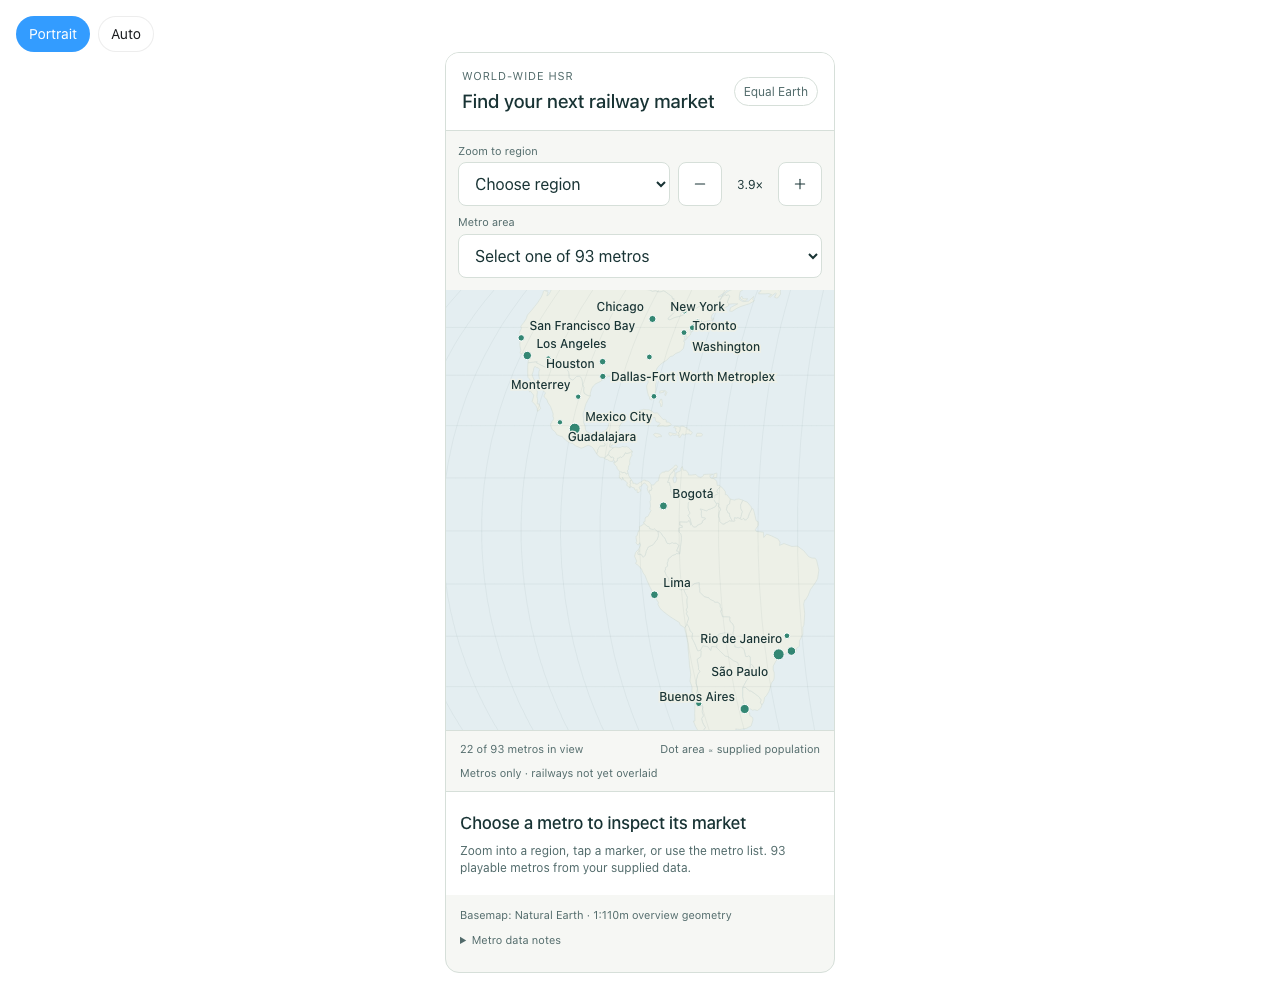 Portrait
Auto
WORLD-WIDE HSR
Find your next railway market
Equal Earth
Zoom to region
Choose region
−
3.9×
+
Metro area
Select one of 93 metros
Chicago
New York
San Francisco Bay
Toronto
Los Angeles
Washington
Houston
Dallas-Fort Worth Metroplex
Monterrey
Mexico City
Guadalajara
Bogotá
Lima
Rio de Janeiro
São Paulo
Buenos Aires
22 of 93 metros in view
Dot area = supplied population
Metros only · railways not yet overlaid
Choose a metro to inspect its market
Zoom into a region, tap a marker, or use the metro list. 93
playable metros from your supplied data.
Basemap: Natural Earth · 1:110m overview geometry
Metro data notes